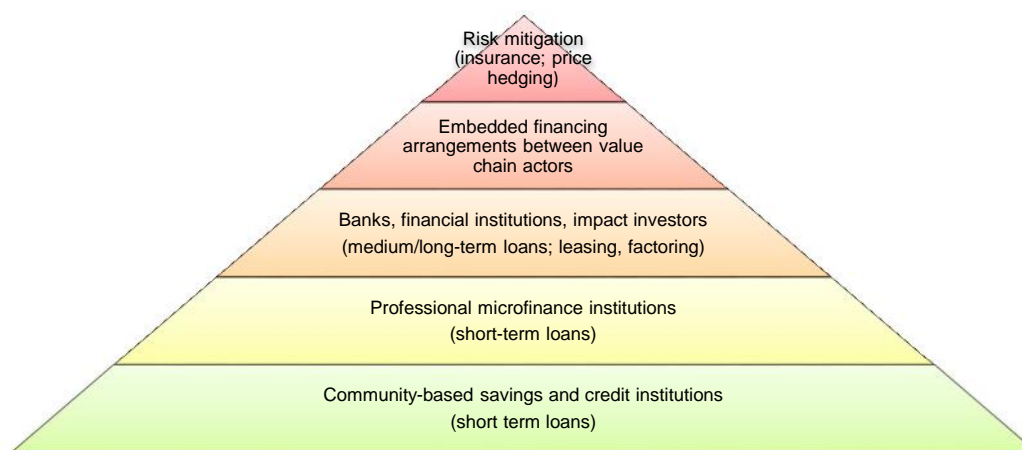 Risk mitigation
(insurance; price
hedging)
Embedded financing
arrangements between value
chain actors
Banks, financial institutions, impact investors
(medium/long-term loans; leasing, factoring)
Professional microfinance institutions
(short-term loans)
Community-based savings and credit institutions
(short term loans)